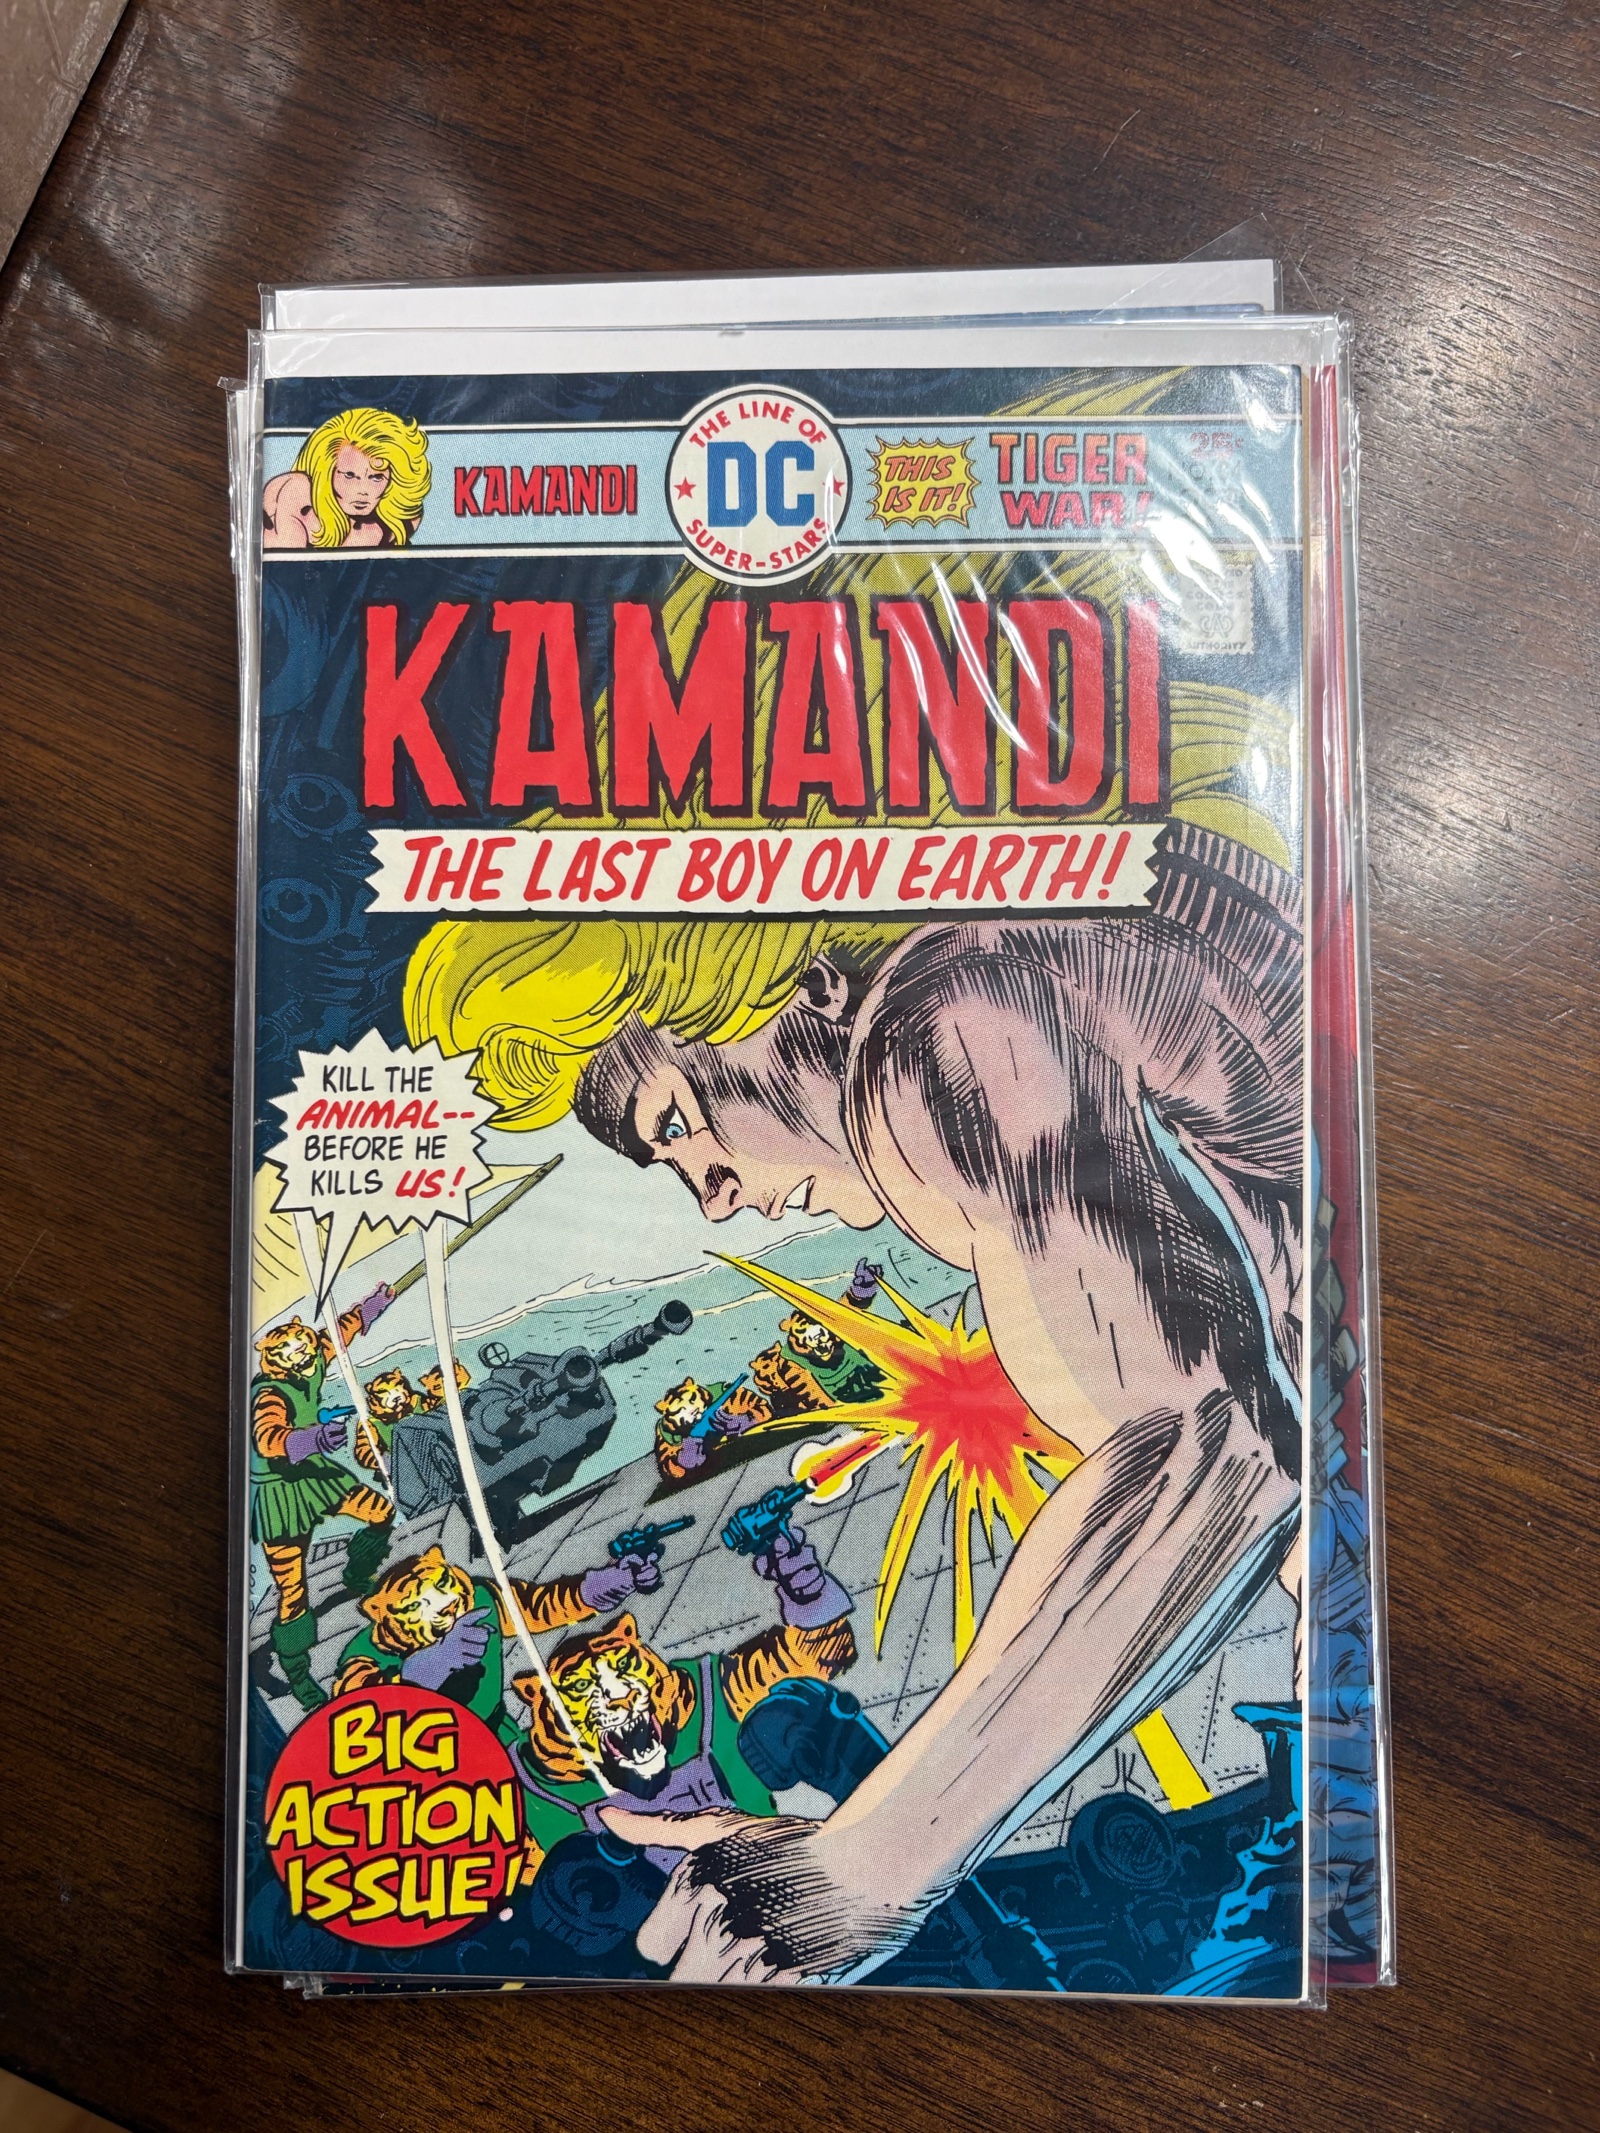 KAMANDI
THE LINE OF
DC
SUPER-STARS
THIS
IS IT!
TIGER
WAR!
25¢
KAMANDI
THE LAST BOY ON EARTH!
KILL THE
ANIMAL--
BEFORE HE
KILLS US!
BIG
ACTION
ISSUE!